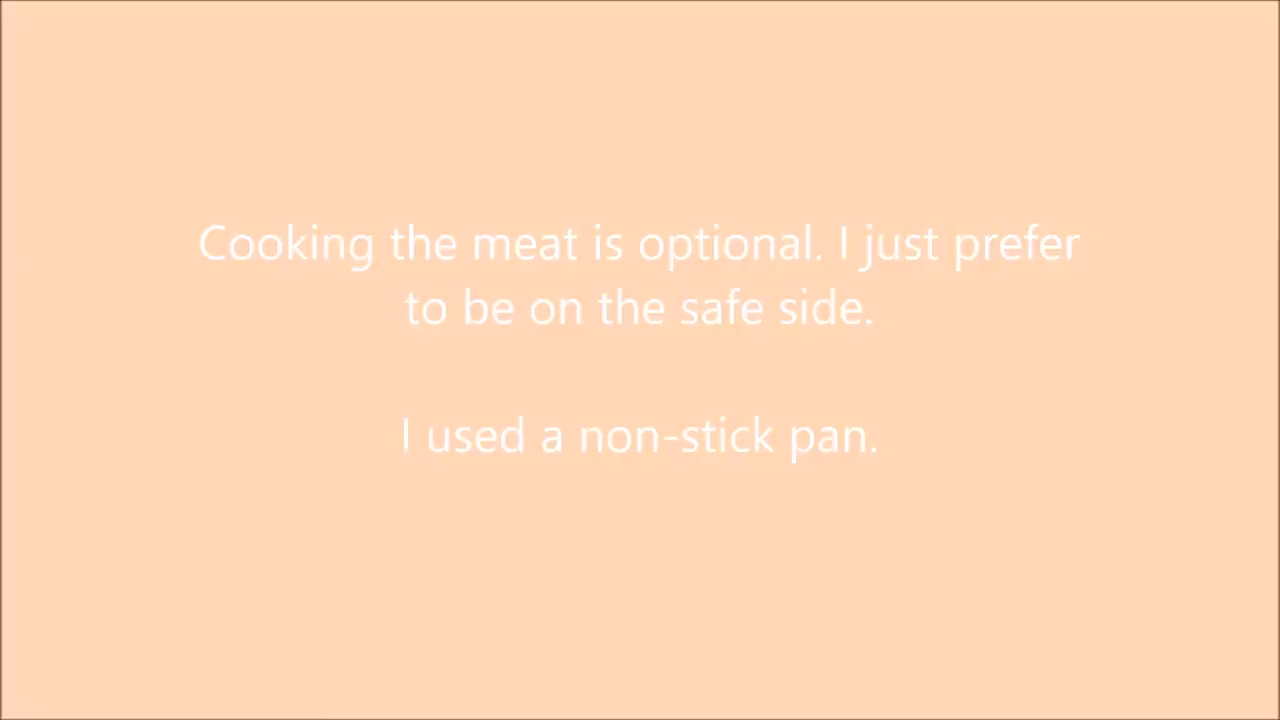 Cooking the meat is optional. I just prefer
to be on the safe side.
I used a non-stick pan.